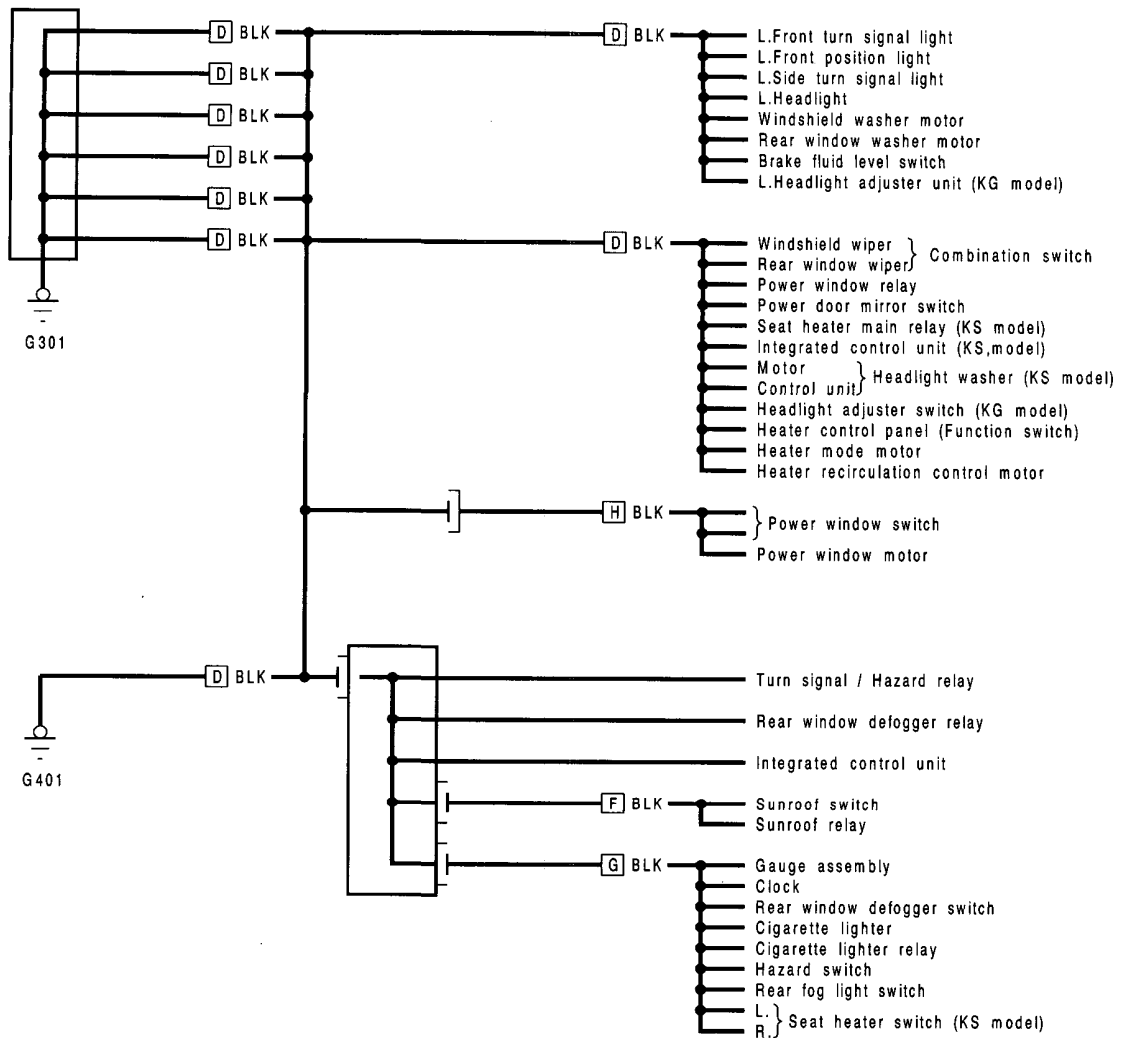 D BLK D BLK L.Front turn signal light
L.Front position light
D BLK L.Side turn signal light
L.Headlight
D BLK Windshield washer motor
Rear window washer motor
D BLK Brake fluid level switch
L.Headlight adjuster unit (KG model)
D BLK
D BLK D BLK Windshield wiper } Combination switch
Rear window wiper
Power window relay
Power door mirror switch
G301
Seat heater main relay (KS model)
Integrated control unit (KS,model)
Motor } Headlight washer (KS model)
Control unit
Headlight adjuster switch (KG model)
Heater control panel (Function switch)
Heater mode motor
Heater recirculation control motor
H BLK } Power window switch
Power window motor
D BLK Turn signal / Hazard relay
Rear window defogger relay
G401
Integrated control unit
F BLK Sunroof switch
Sunroof relay
G BLK Gauge assembly
Clock
Rear window defogger switch
Cigarette lighter
Cigarette lighter relay
Hazard switch
Rear fog light switch
L. } Seat heater switch (KS model)
R.